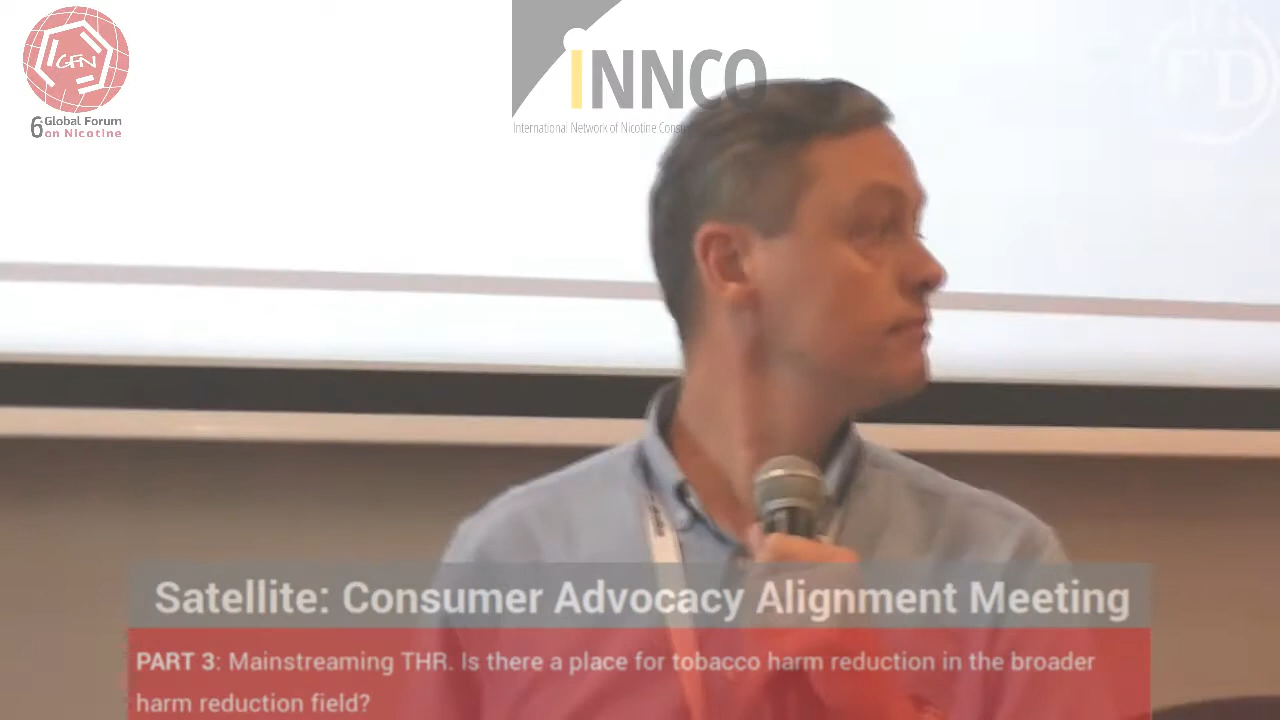 GFN
6 Global Forum
on Nicotine
INNCO
International Network of Nicotine
Satellite: Consumer Advocacy Alignment Meeting
PART 3: Mainstreaming THR. Is there a place for tobacco harm reduction in the broader
harm reduction field?